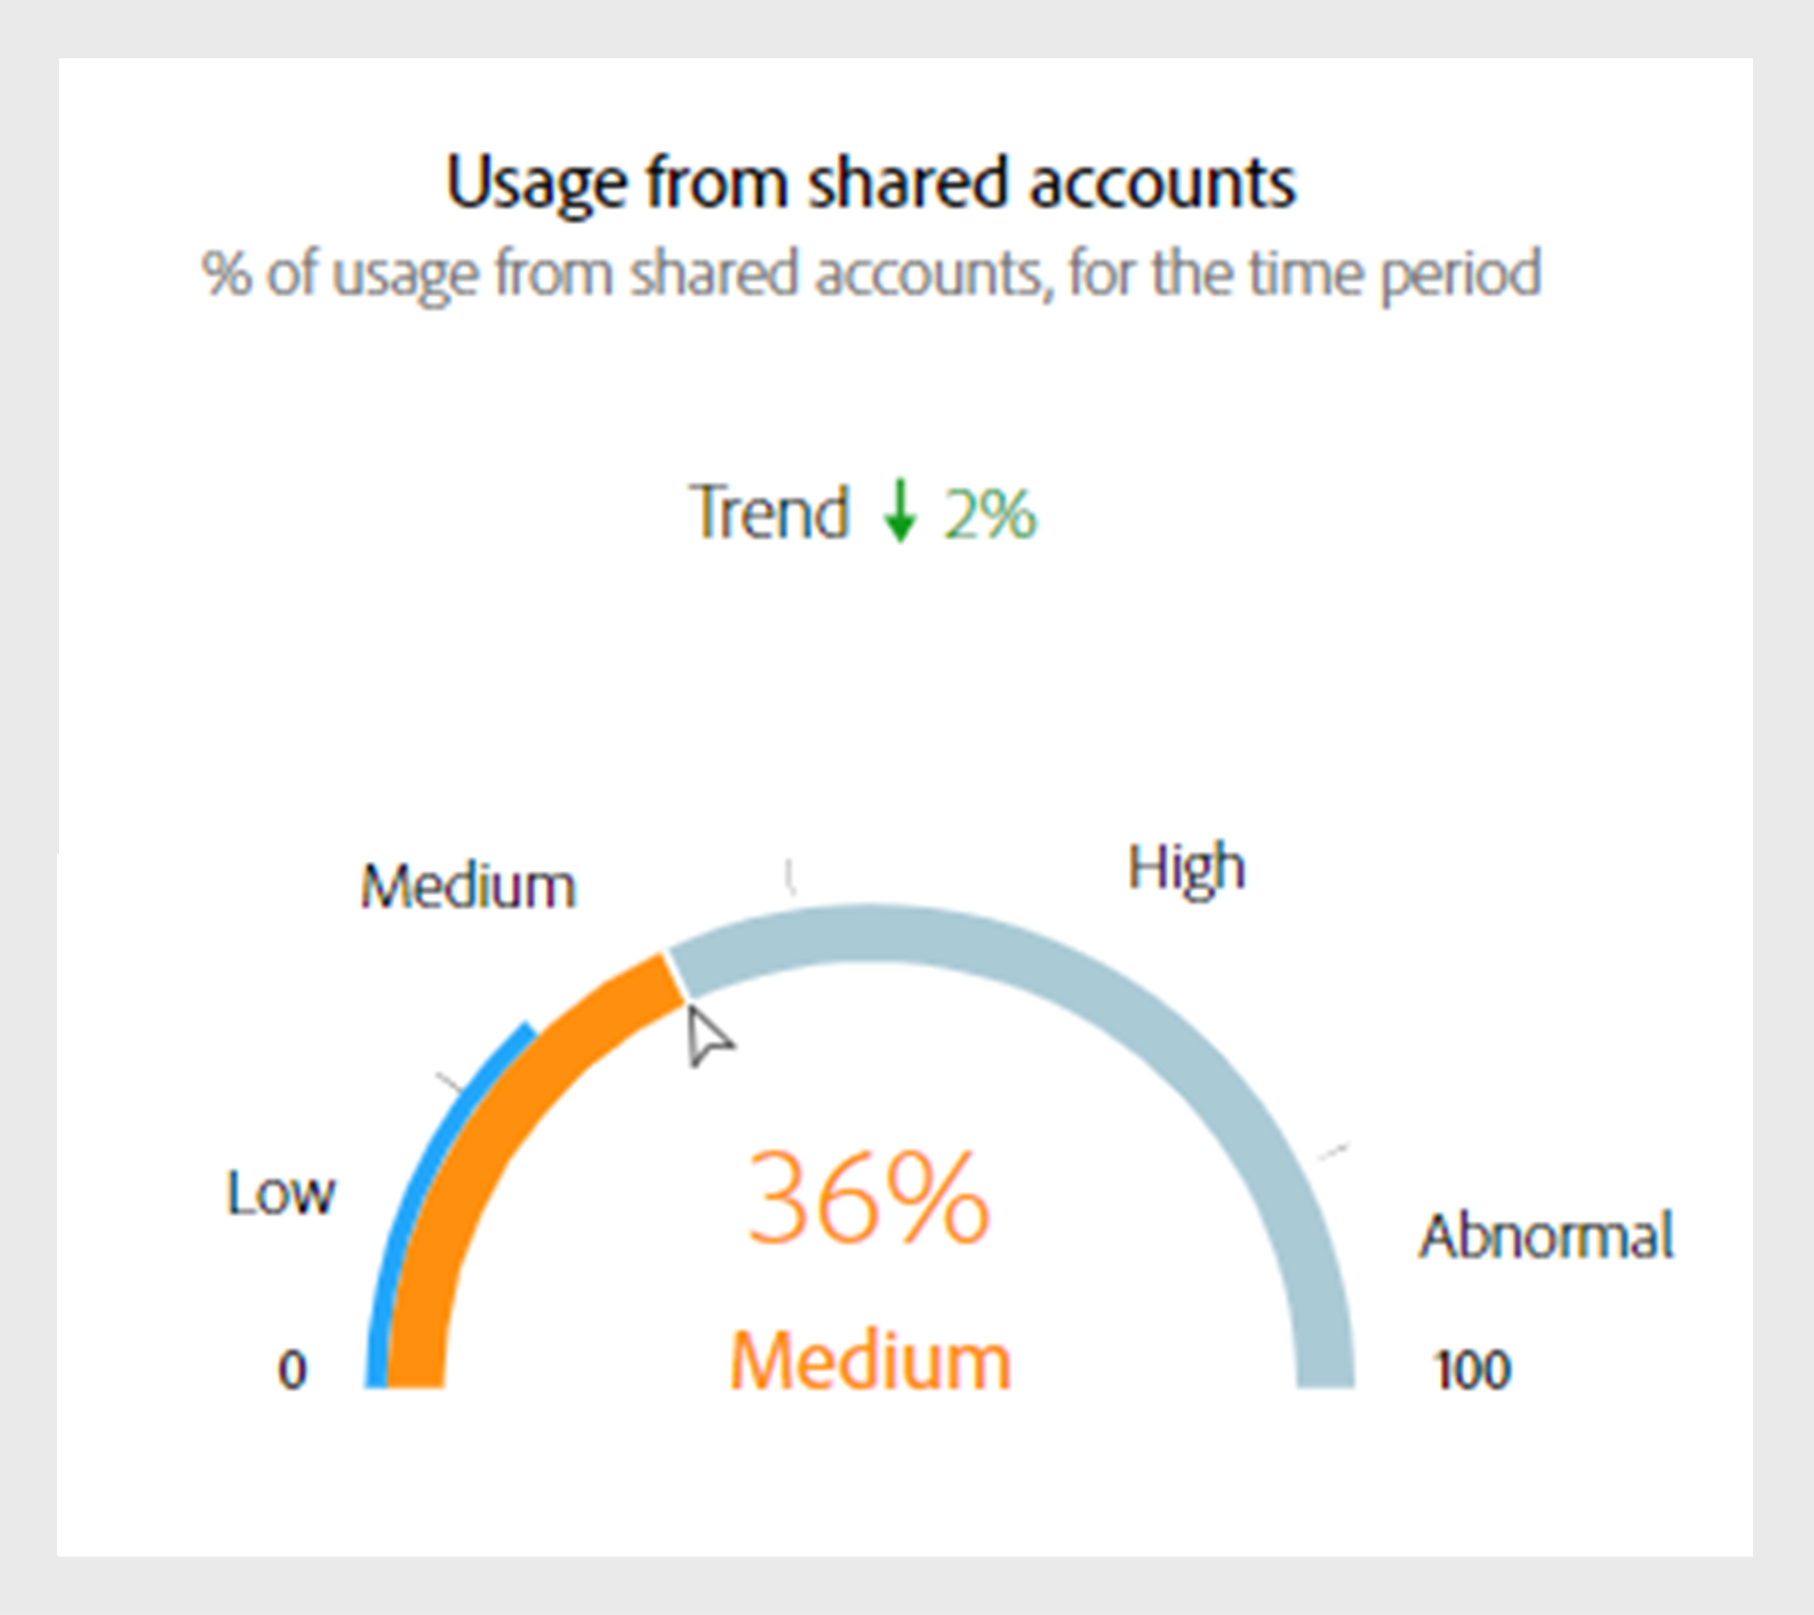 Usage from shared accounts
% of usage from shared accounts, for the time period
Trend ↓ 2%
Medium
High
Low
Abnormal
36%
Medium
0
100